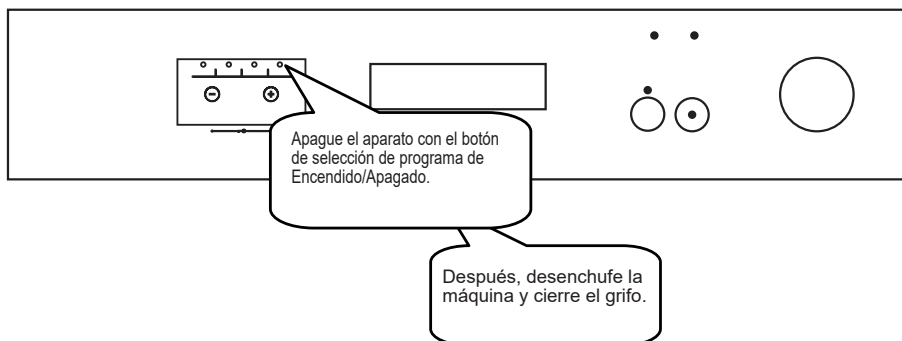 Apague el aparato con el botón
de selección de programa de
Encendido/Apagado.
Después, desenchufe la
máquina y cierre el grifo.